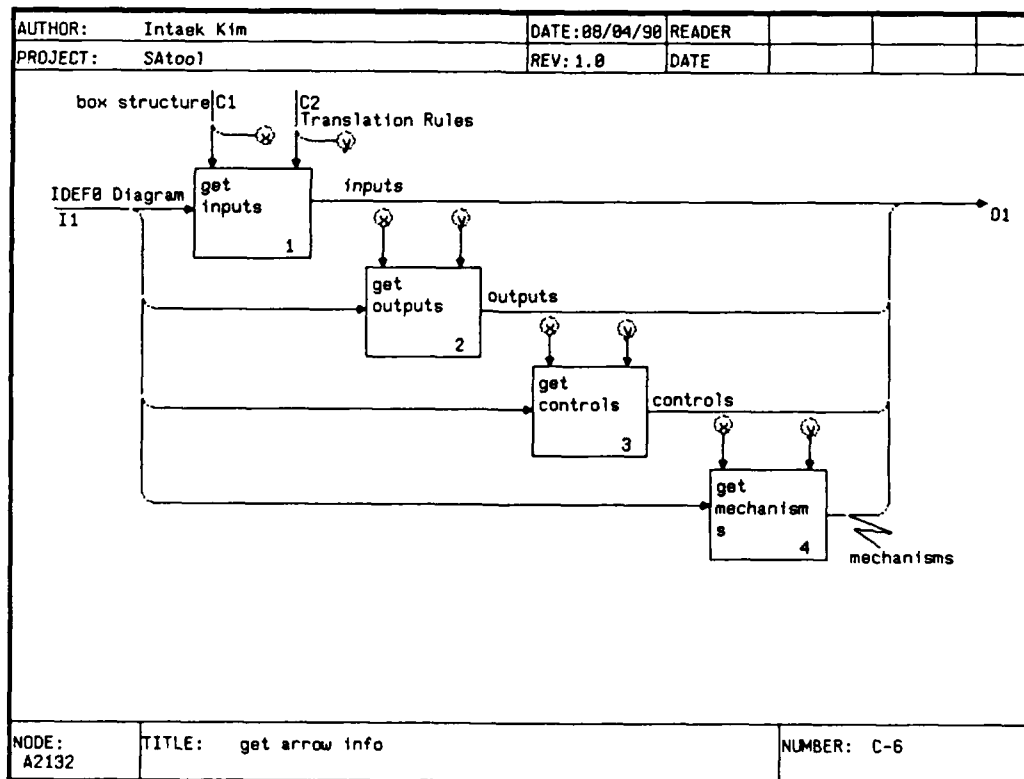 AUTHOR: Intaek Kim DATE:08/04/90 READER
PROJECT: SAtool REV: 1.0 DATE
box structure C1 C2
Translation Rules
x
y
IDEF0 Diagram
I1
get
inputs
1
inputs
O1
x y
get
outputs
2
outputs
x y
get
controls
3
controls
x y
get
mechanism
s
4
mechanisms
NODE: TITLE: get arrow info NUMBER: C-6
A2132